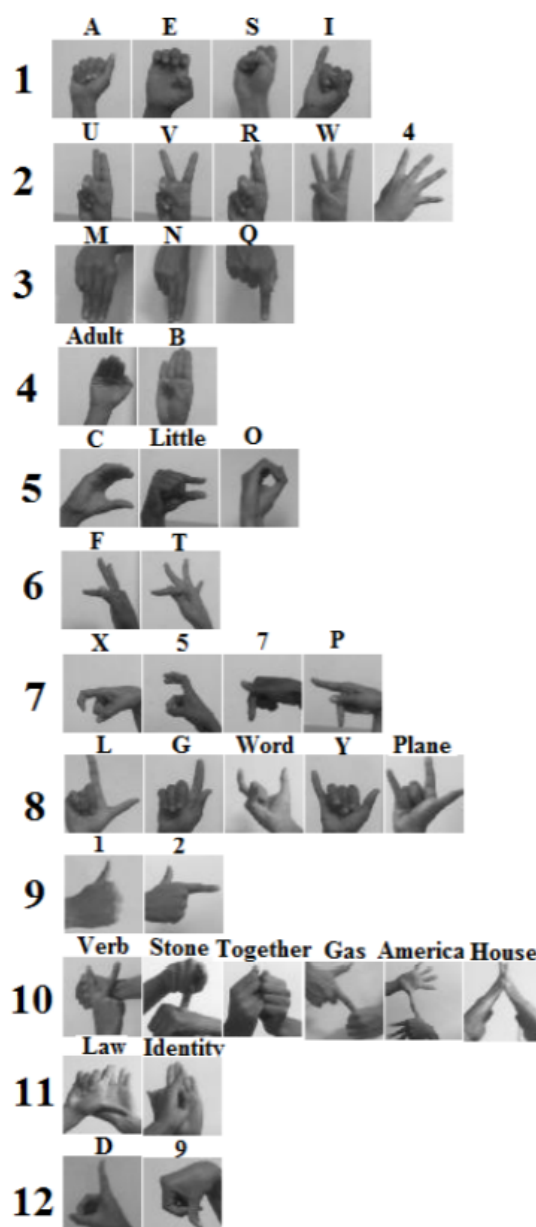 A E S I
1
U V R W 4
2
M N Q
3
Adult B
4
C Little O
5
F T
6
X 5 7 P
7
L G Word Y Plane
8
1 2
9
Verb Stone Together Gas America House
10
Law Identity
11
D 9
12